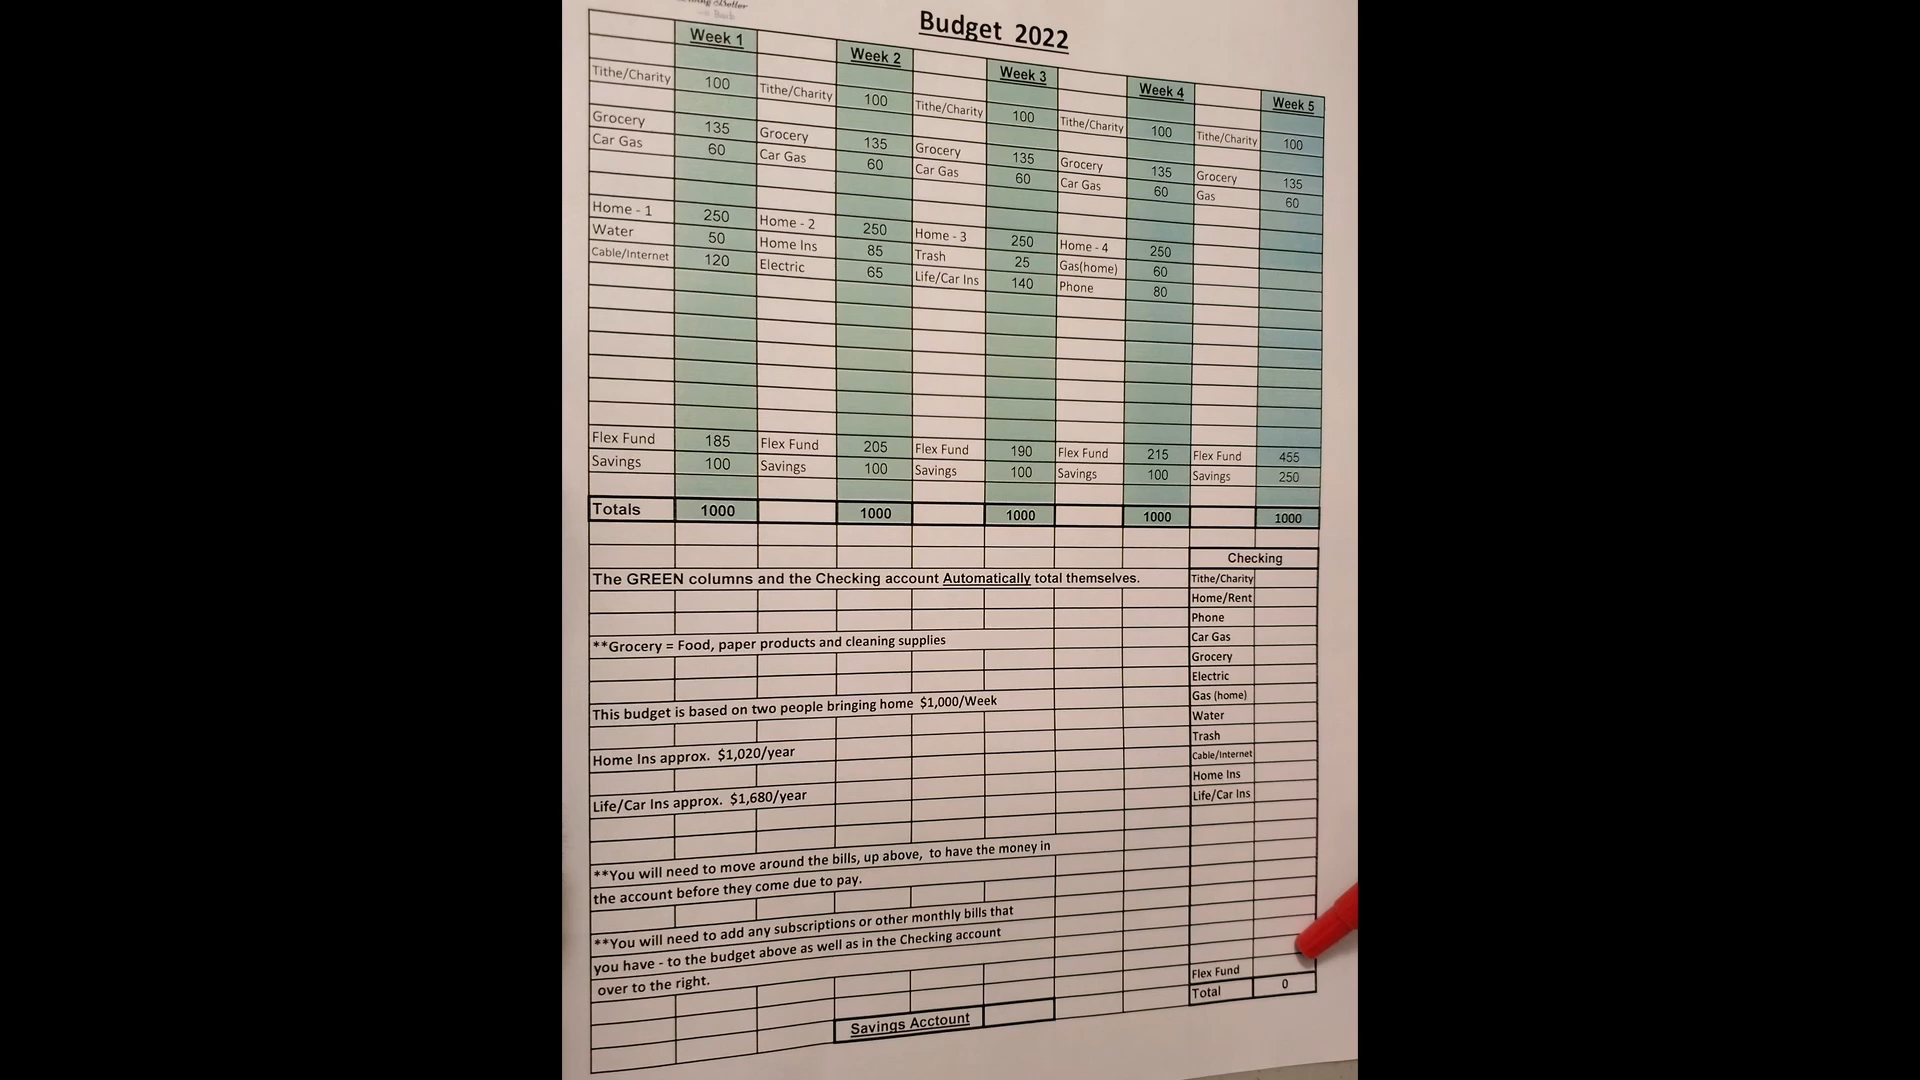 Better
Budget 2022
Week 1 Week 2 Week 3 Week 4 Week 5
Tithe/Charity 100 Tithe/Charity 100 Tithe/Charity 100 Tithe/Charity 100 Tithe/Charity 100
Grocery 135 Grocery 135 Grocery 135 Grocery 135 Grocery 135
Car Gas 60 Car Gas 60 Car Gas 60 Car Gas 60 Gas 60
Home - 1 250 Home - 2 250 Home - 3 250 Home - 4 250
Water 50 Home Ins 85 Trash 25 Gas(home) 60
Cable/Internet 120 Electric 65 Life/Car Ins 140 Phone 80
Flex Fund 185 Flex Fund 205 Flex Fund 190 Flex Fund 215 Flex Fund 455
Savings 100 Savings 100 Savings 100 Savings 100 Savings 250
Totals 1000 1000 1000 1000 1000
The GREEN columns and the Checking account Automatically total themselves.
**Grocery = Food, paper products and cleaning supplies
This budget is based on two people bringing home $1,000/Week
Home Ins approx. $1,020/year
Life/Car Ins approx. $1,680/year
**You will need to move around the bills, up above, to have the money in
the account before they come due to pay.
**You will need to add any subscriptions or other monthly bills that
you have - to the budget above as well as in the Checking account
over to the right.
Savings Acctount
Checking
Tithe/Charity
Home/Rent
Phone
Car Gas
Grocery
Electric
Gas (home)
Water
Trash
Cable/Internet
Home Ins
Life/Car Ins
Flex Fund
Total 0